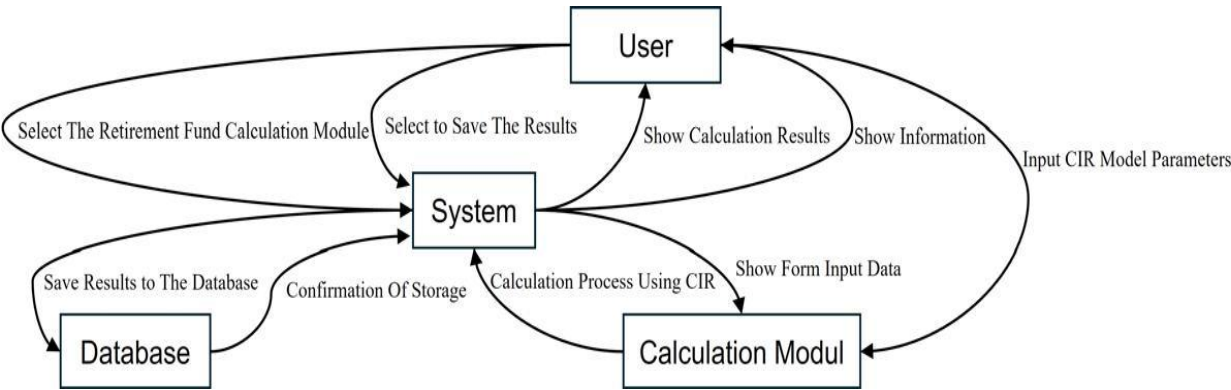 User
Select The Retirement Fund Calculation Module
Select to Save The Results
Show Calculation Results
Show Information
Input CIR Model Parameters
System
Save Results to The Database
Confirmation Of Storage
Calculation Process Using CIR
Show Form Input Data
Database
Calculation Modul